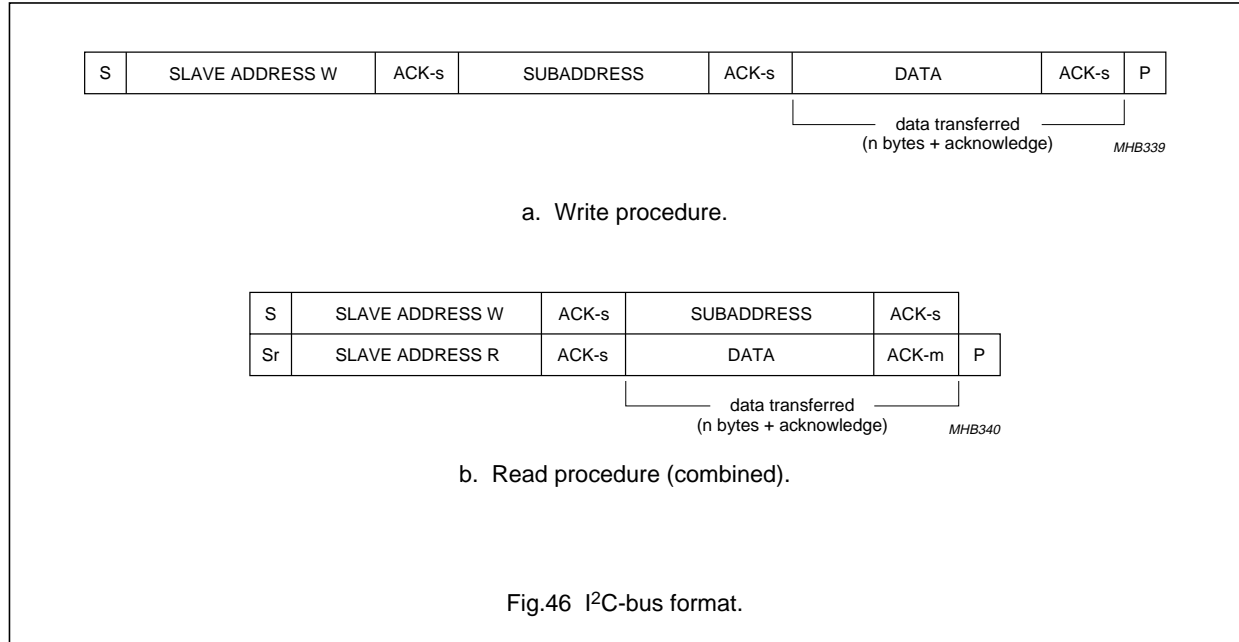 S SLAVE ADDRESS W ACK-s SUBADDRESS ACK-s DATA ACK-s P
data transferred
(n bytes + acknowledge)
MHB339
a. Write procedure.
S SLAVE ADDRESS W ACK-s SUBADDRESS ACK-s
Sr SLAVE ADDRESS R ACK-s DATA ACK-m P
data transferred
(n bytes + acknowledge)
MHB340
b. Read procedure (combined).
Fig.46 I²C-bus format.